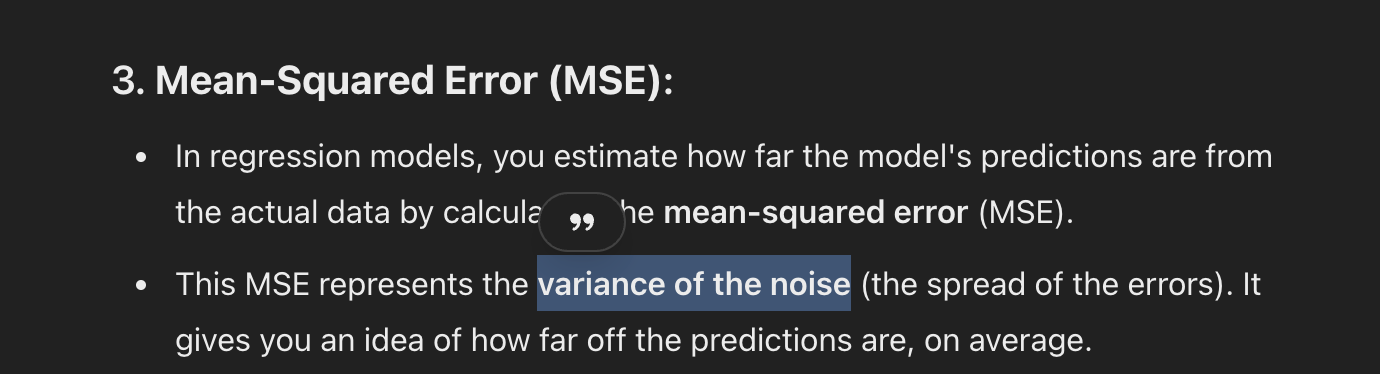 3. Mean-Squared Error (MSE):
• In regression models, you estimate how far the model's predictions are from
the actual data by calcula he mean-squared error (MSE).
• This MSE represents the variance of the noise (the spread of the errors). It
gives you an idea of how far off the predictions are, on average.